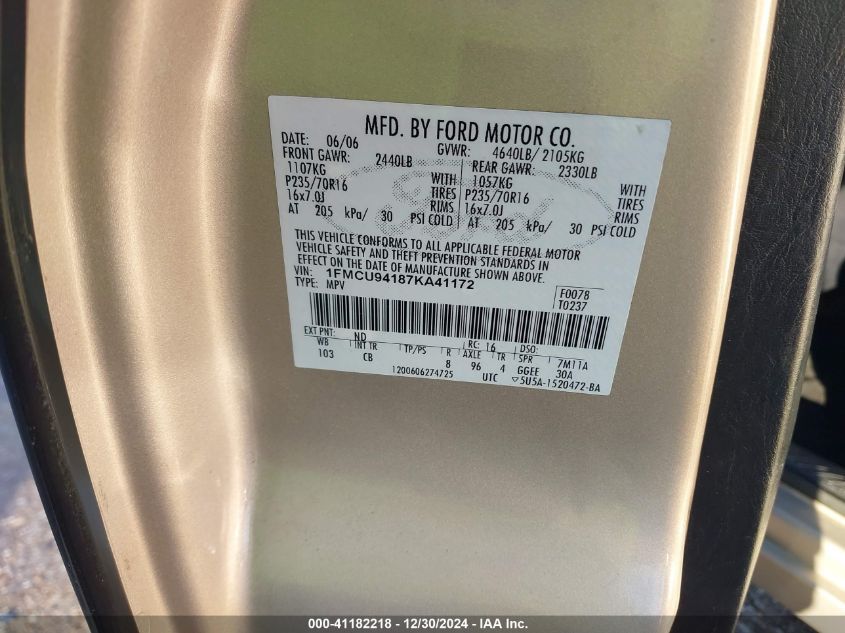 MFD. BY FORD MOTOR CO.
DATE: 06/06 GVWR: 4640LB/ 2105KG
FRONT GAWR: 2440LB REAR GAWR: 2330LB
1107KG WITH 1057KG WITH
P235/70R16 TIRES P235/70R16 TIRES
16x7.0J RIMS 16x7.0J RIMS
AT 205 kPa/ 30 PSI COLD AT 205 kPa/ 30 PSI COLD
THIS VEHICLE CONFORMS TO ALL APPLICABLE FEDERAL MOTOR
VEHICLE SAFETY AND THEFT PREVENTION STANDARDS IN
EFFECT ON THE DATE OF MANUFACTURE SHOWN ABOVE.
VIN: 1FMCU94187KA41172
TYPE: MPV F0078
T0237
EXT PNT: ND RC: 16 DSO:
WB INT TR TP/PS R AXLE TR SPR 7M11A
103 CB 8 96 4 GGEE 30A
1200606274725 UTC ▽5U5A-1520472-BA
Ford
000-41182218 - 12/30/2024 - IAA Inc.